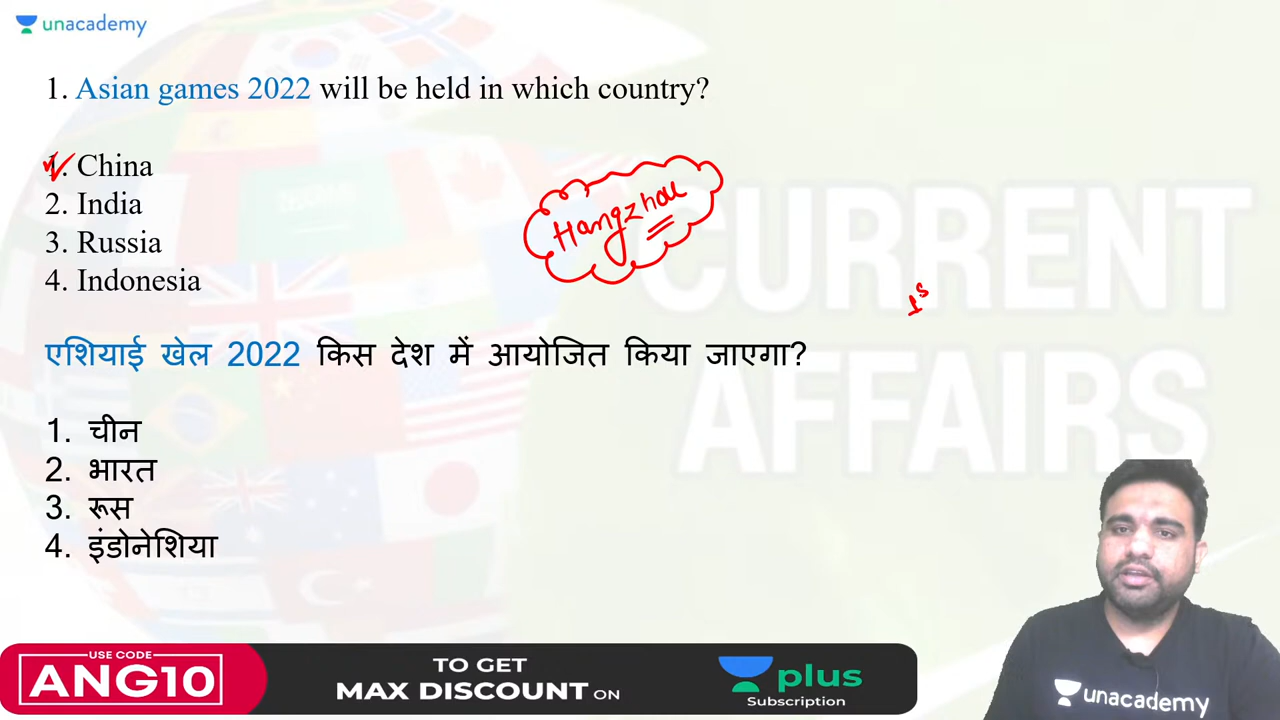 unacademy
1. Asian games 2022 will be held in which country?
1. China
2. India
3. Russia
4. Indonesia
Hangzhou
1s
एशियाई खेल 2022 किस देश में आयोजित किया जाएगा?
1. चीन
2. भारत
3. रूस
4. इंडोनेशिया
CURRENT
AFFAIRS
USE CODE
ANG10
TO GET
MAX DISCOUNT ON
plus
Subscription
unacademy